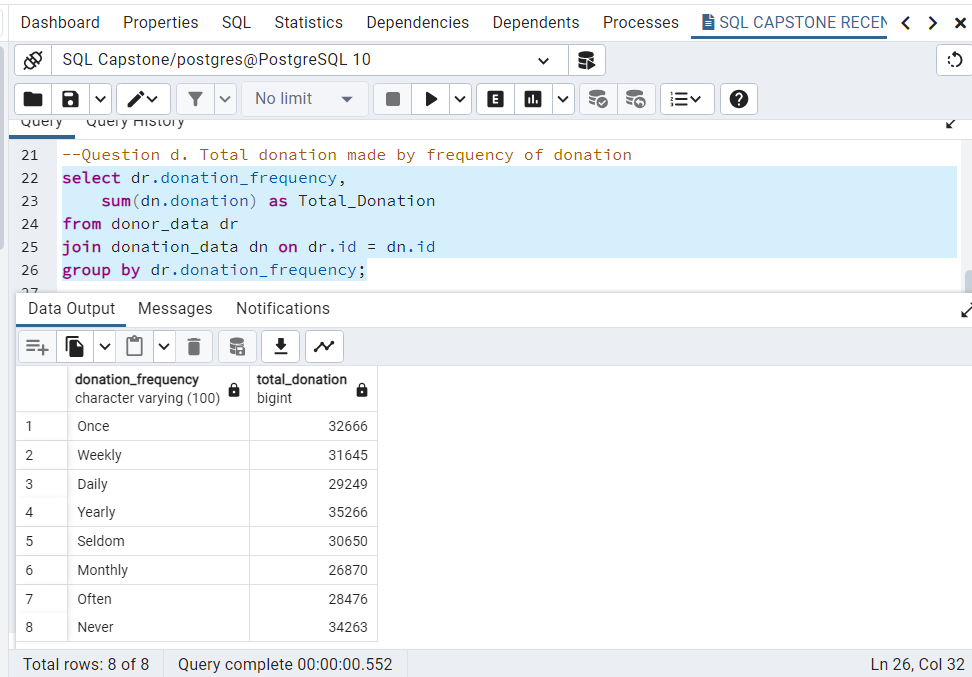 Dashboard Properties SQL Statistics Dependencies Dependents Processes SQL CAPSTONE RECEN
SQL Capstone/postgres@PostgreSQL 10
No limit E
Query Query History
21 --Question d. Total donation made by frequency of donation
22 select dr.donation_frequency,
23 sum(dn.donation) as Total_Donation
24 from donor_data dr
25 join donation_data dn on dr.id = dn.id
26 group by dr.donation_frequency;
27
Data Output Messages Notifications
donation_frequency total_donation
character varying (100) bigint
1 Once 32666
2 Weekly 31645
3 Daily 29249
4 Yearly 35266
5 Seldom 30650
6 Monthly 26870
7 Often 28476
8 Never 34263
Total rows: 8 of 8 Query complete 00:00:00.552 Ln 26, Col 32